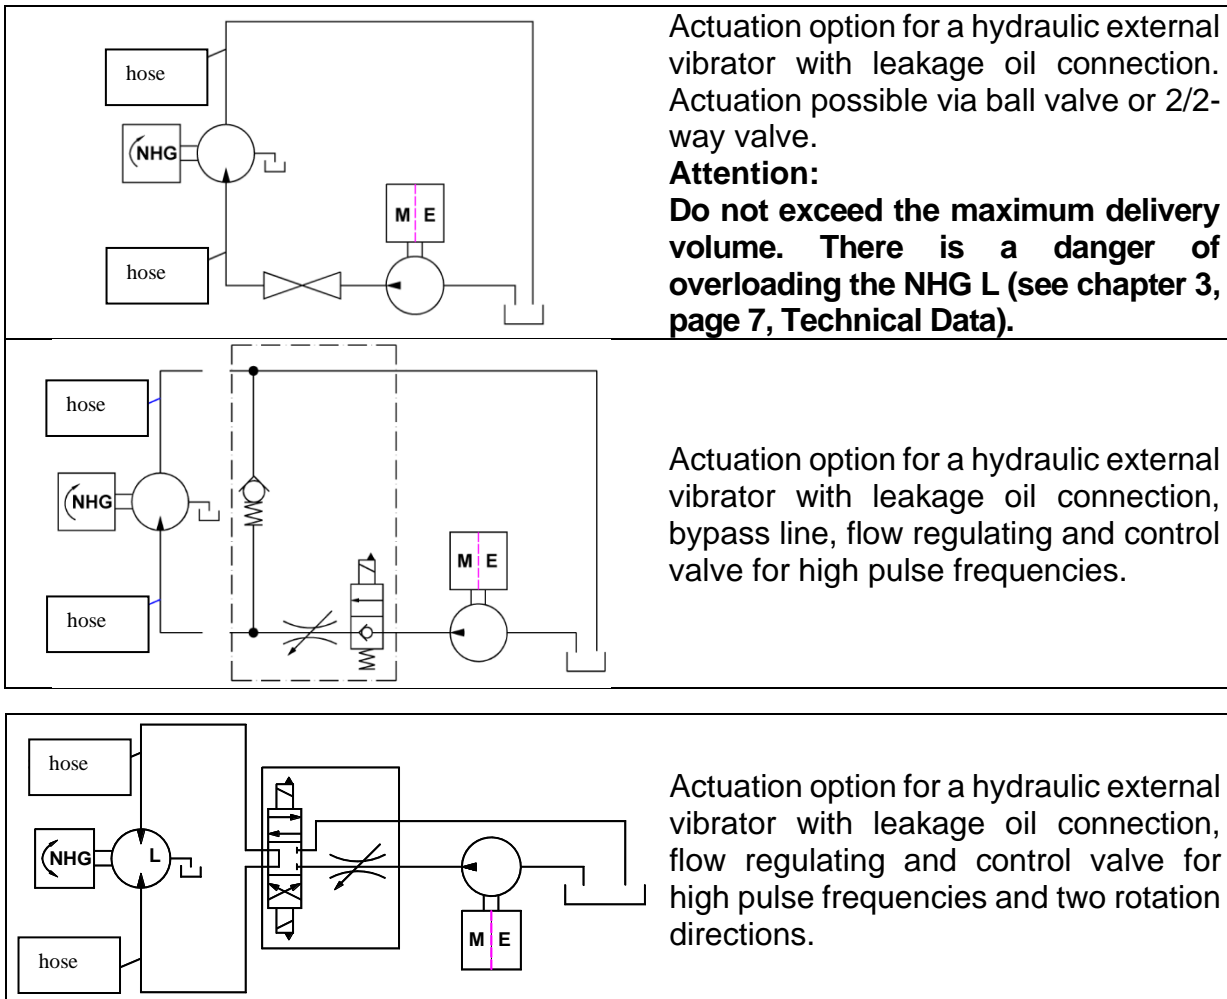 hose
NHG
M E
hose
Actuation option for a hydraulic external
vibrator with leakage oil connection.
Actuation possible via ball valve or 2/2-
way valve.
Attention:
Do not exceed the maximum delivery
volume. There is a danger of
overloading the NHG L (see chapter 3,
page 7, Technical Data).
hose
NHG
M E
hose
Actuation option for a hydraulic external
vibrator with leakage oil connection,
bypass line, flow regulating and control
valve for high pulse frequencies.
hose
NHG L
M E
hose
Actuation option for a hydraulic external
vibrator with leakage oil connection,
flow regulating and control valve for
high pulse frequencies and two rotation
directions.